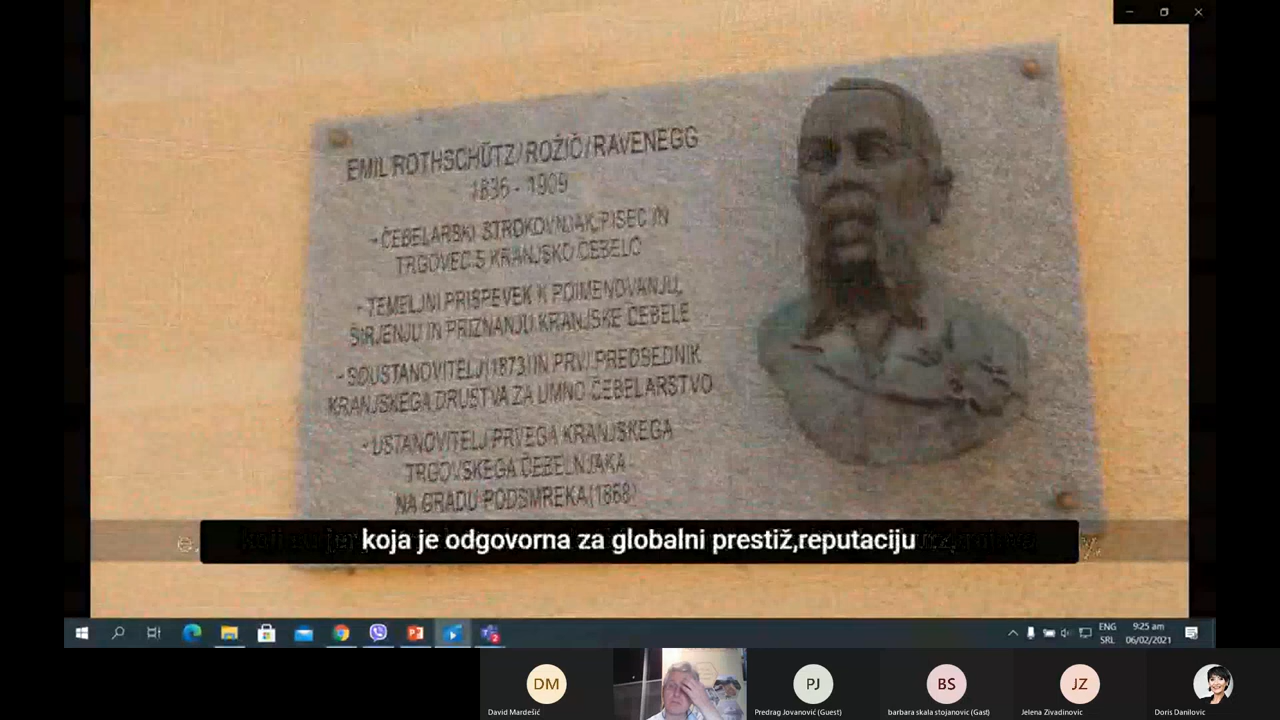 EMIL ROTHSCHÜTZ/ROŽIČ/RAVENEGG
1836 - 1909
- ČEBELARSKI STROKOVNJAK, PISEC IN
TRGOVEC S KRANJSKO ČEBELO
- TEMELJNI PRISPEVEK K POIMENOVANJU,
ŠIRJENJU IN PRIZNANJU KRANJSKE ČEBELE
- SOUSTANOVITELJ (1873) IN PRVI PREDSEDNIK
KRANJSKEGA DRUŠTVA ZA UMNO ČEBELARSTVO
- USTANOVITELJ PRVEGA KRANJSKEGA
TRGOVSKEGA ČEBELNJAKA
NA GRADU PODSMREKA (1868)
koja je odgovorna za globalni prestiž,reputaciju
ENG
SRL
9:25 am
06/02/2021
DM
PJ
BS
JZ
David Mardešić
Predrag Jovanović (Guest)
barbara skala stojanovic (Gast)
Jelena Zivadinovic
Doris Danilovic